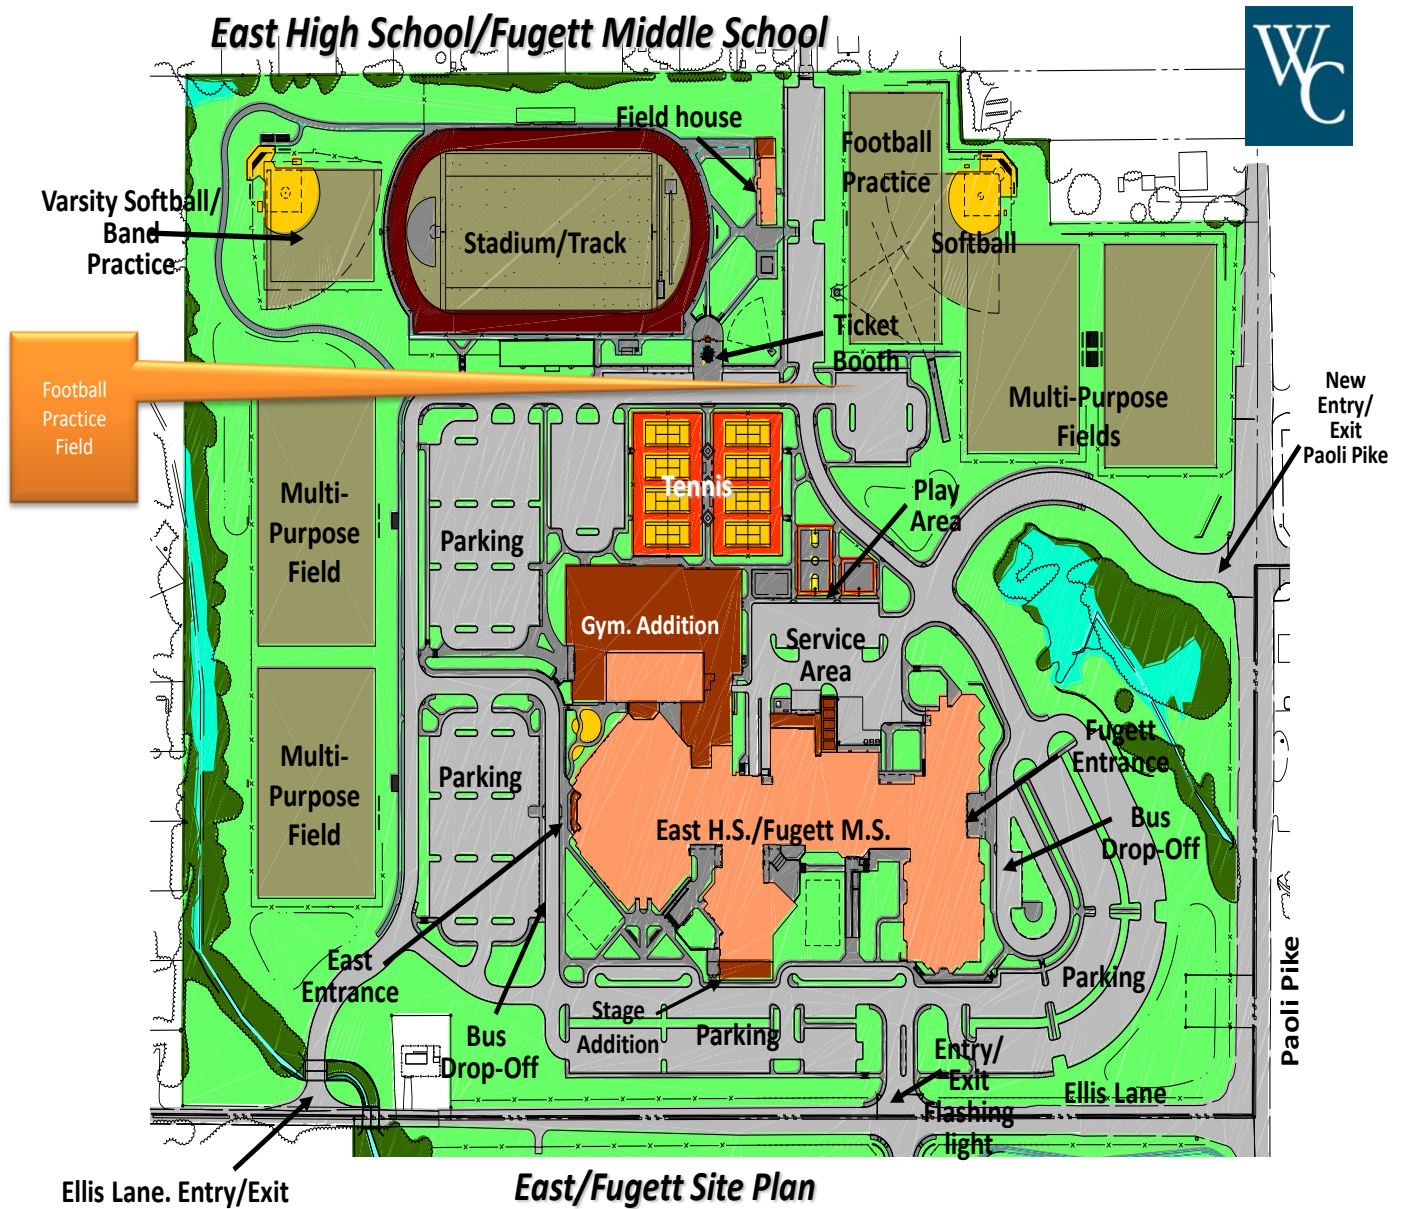 East High School/Fugett Middle School
WC
Field house
Football
Practice
Varsity Softball/
Band
Practice
Stadium/Track
Softball
Ticket
Booth
Football
Practice
Field
Multi-Purpose
Fields
New
Entry/
Exit
Paoli Pike
Multi-
Purpose
Field
Parking
Tennis
Play
Area
Gym. Addition
Service
Area
Multi-
Purpose
Field
Parking
Fugett
Entrance
East H.S./Fugett M.S.
Bus
Drop-Off
East
Entrance
Bus
Drop-Off
Stage
Addition
Parking
Parking
Paoli Pike
Entry/
Exit
Flashing
light
Ellis Lane
Ellis Lane. Entry/Exit
East/Fugett Site Plan